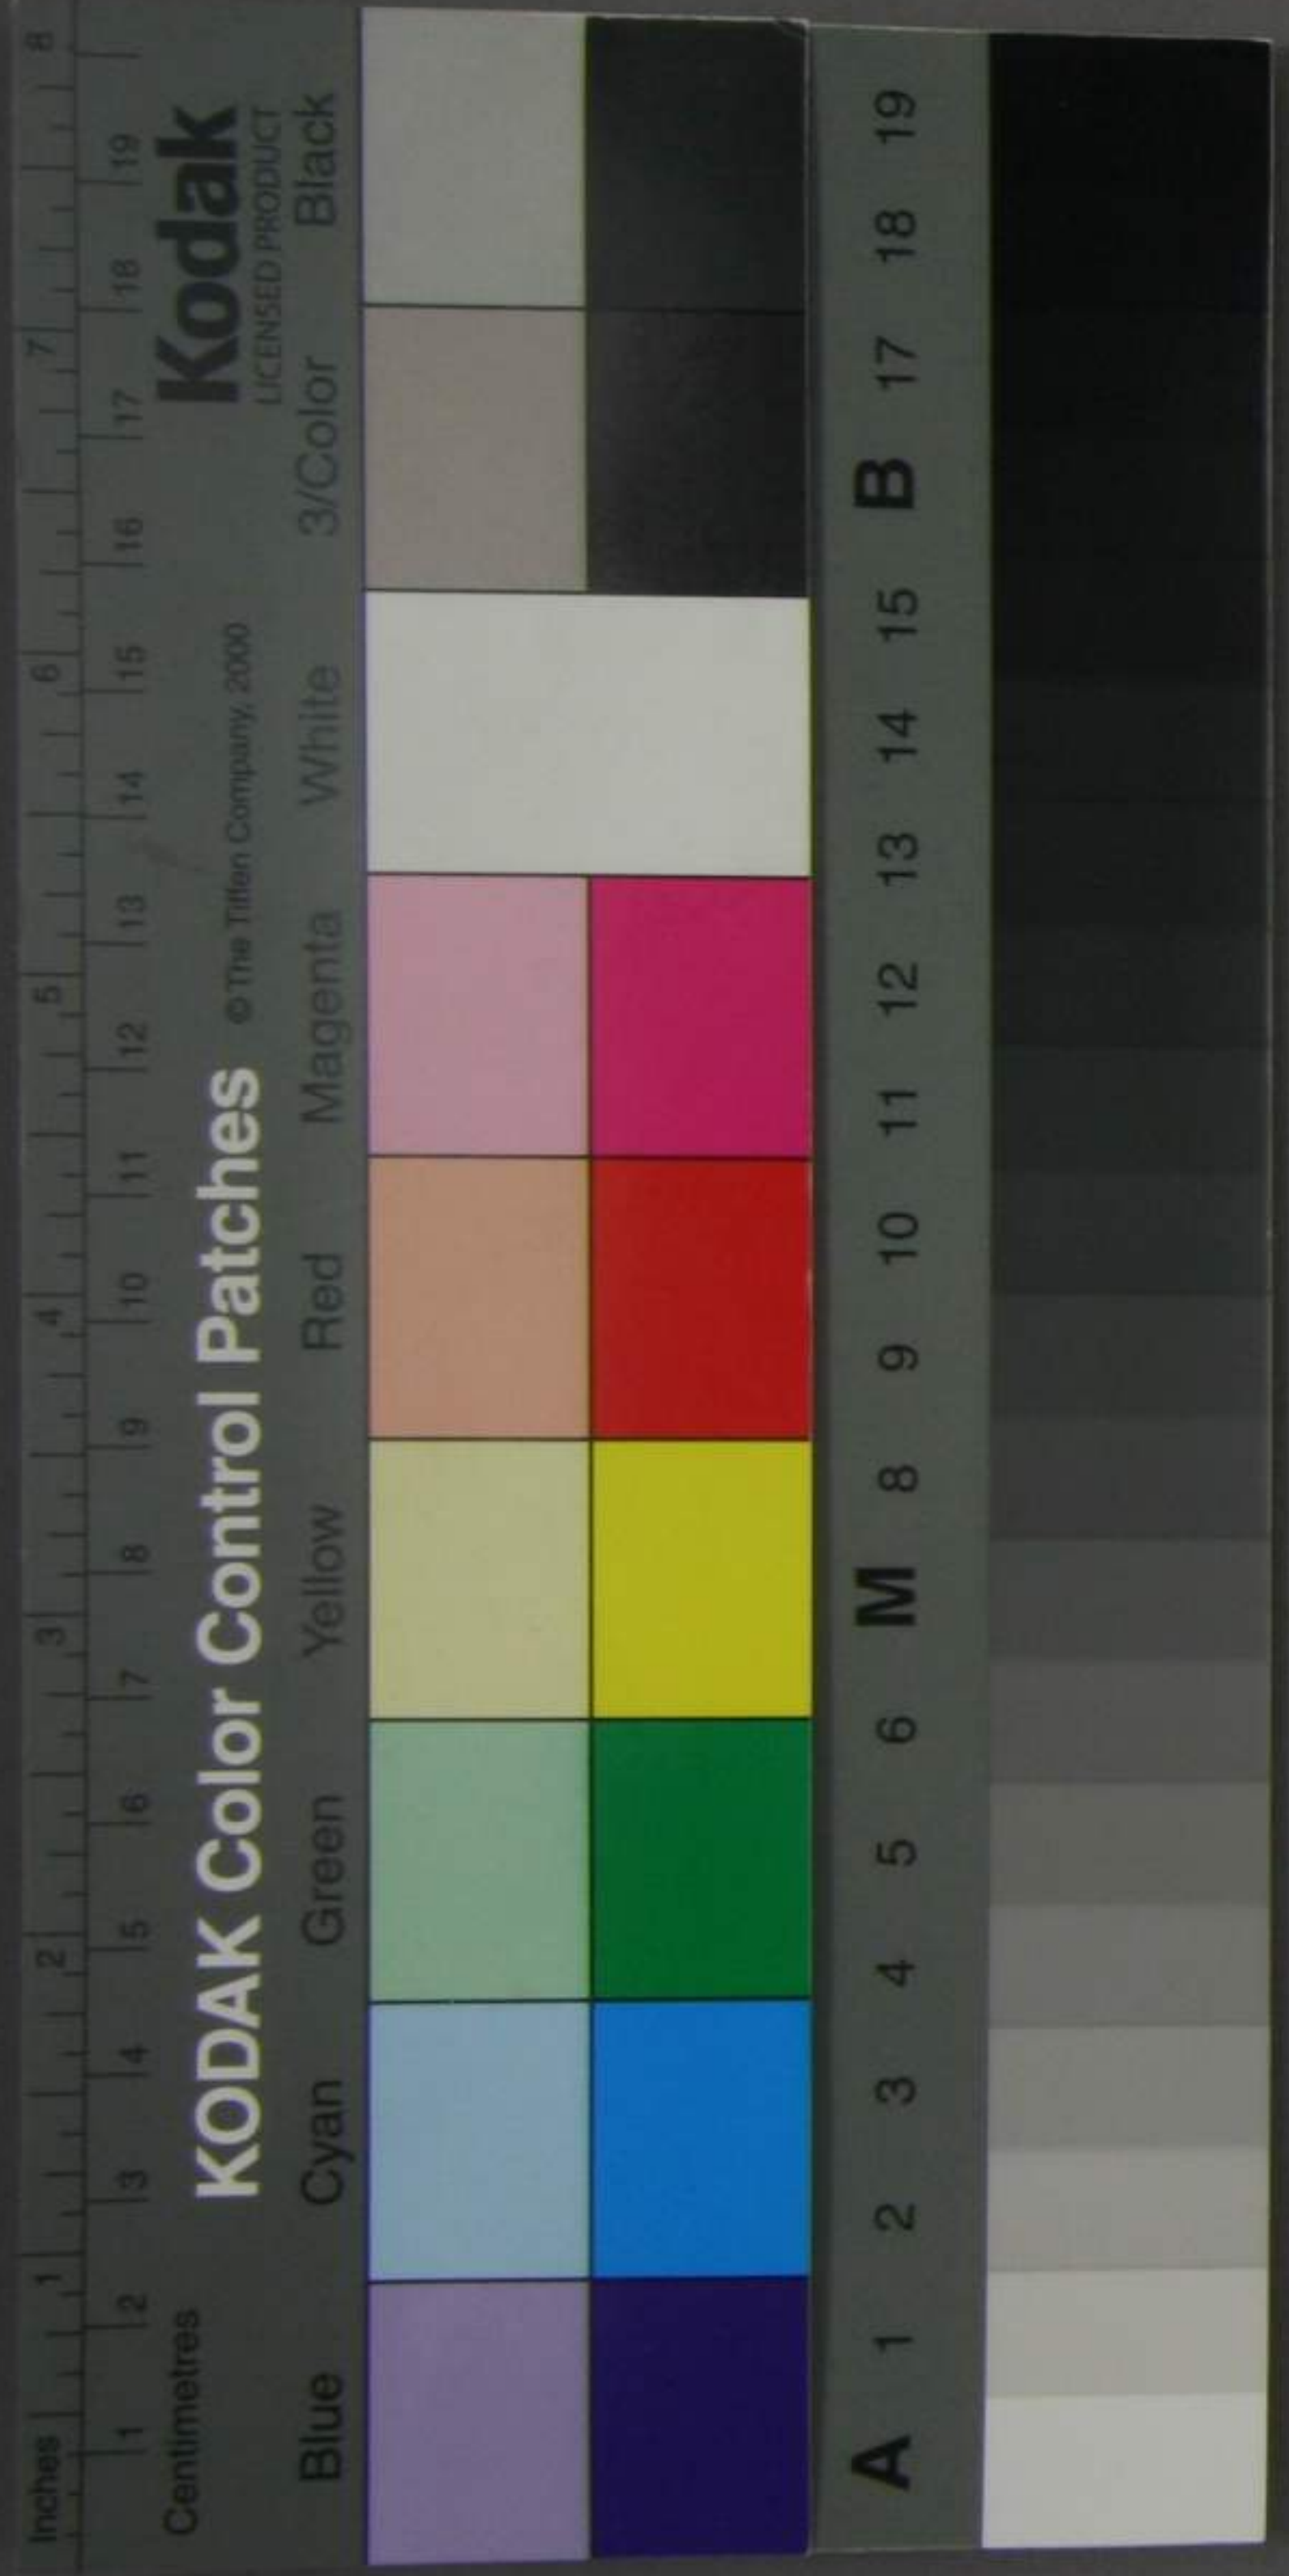 Inches 1 2 3 4 5 6 7 8
1 2 3 4 5 6 7 8 9 10 11 12 13 14 15 16 17 18 19
Centimetres
KODAK Color Control Patches ©The Tiffen Company, 2000
Kodak
LICENSED PRODUCT
Blue Cyan Green Yellow Red Magenta White 3/Color Black
A 1 2 3 4 5 6 M 8 9 10 11 12 13 14 15 B 17 18 19